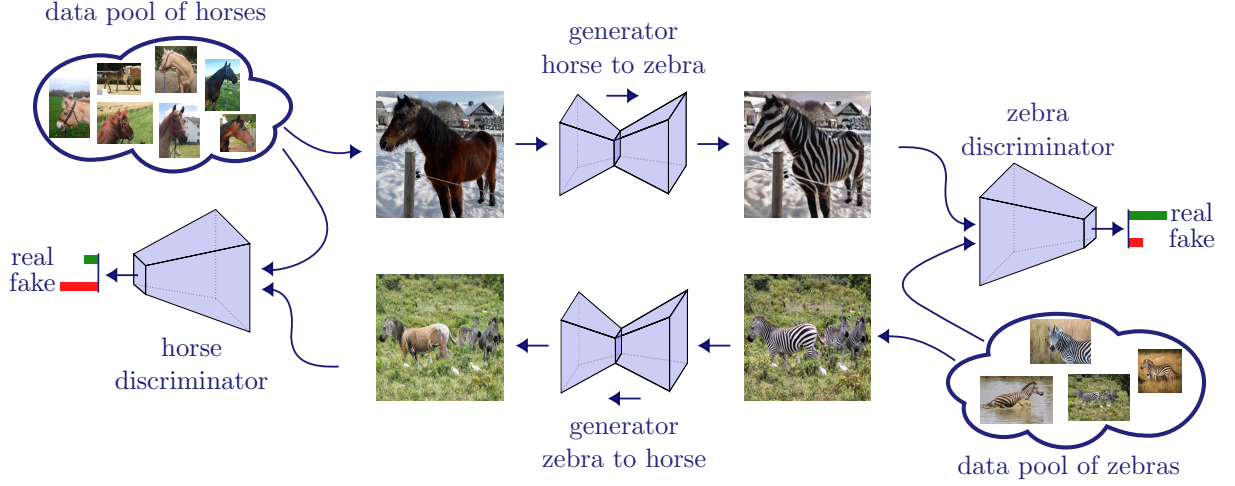 data pool of horses
generator
horse to zebra
zebra
discriminator
real
fake
real
fake
horse
discriminator
generator
zebra to horse
data pool of zebras